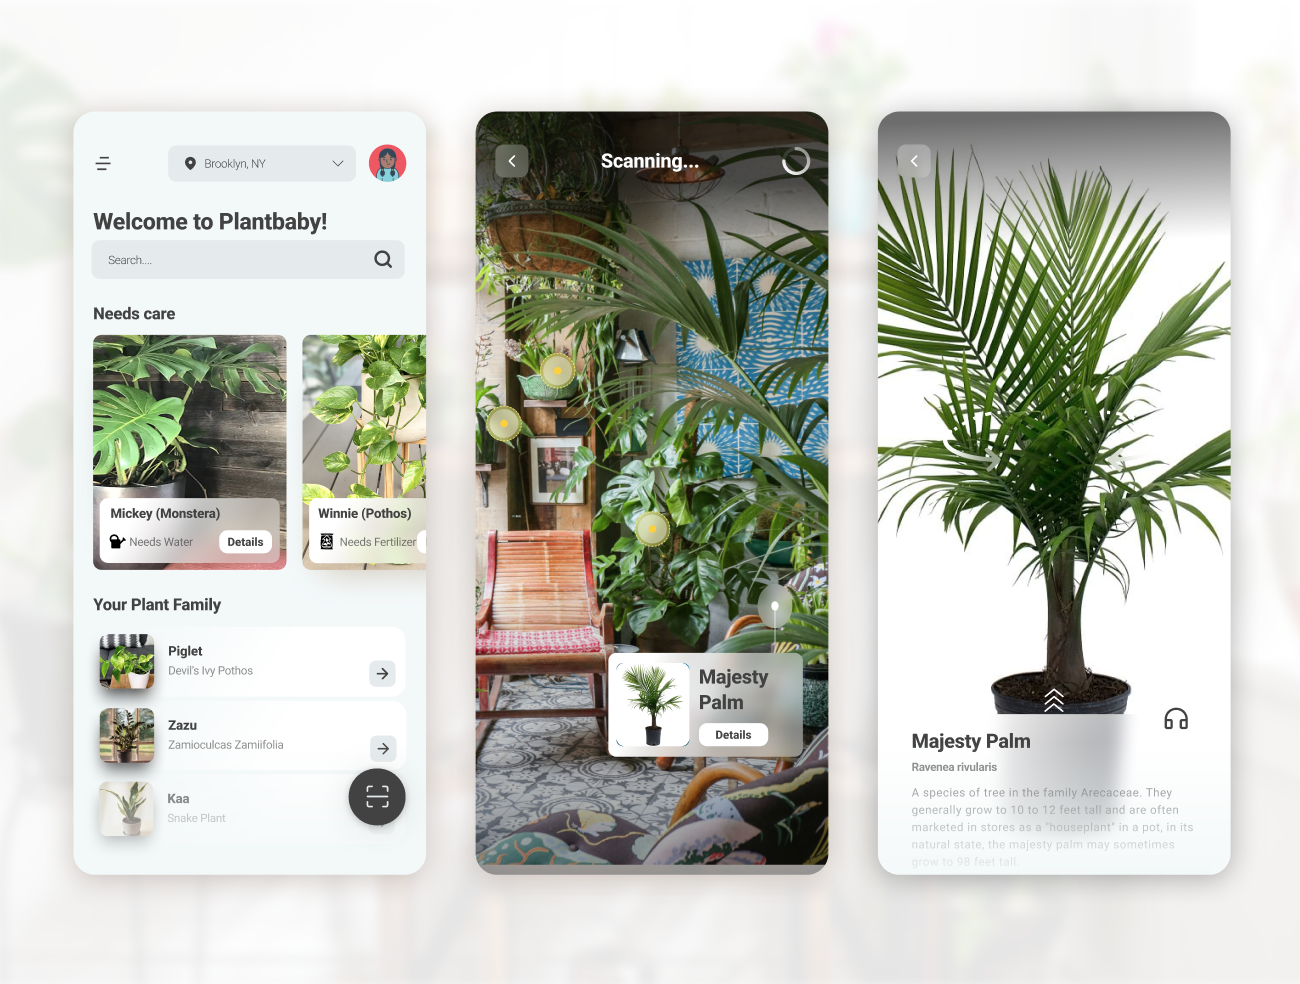 Brooklyn, NY
Welcome to Plantbaby!
Search....
Needs care
Mickey (Monstera)
Needs Water
Details
Winnie (Pothos)
Needs Fertilizer
Your Plant Family
Piglet
Devil's Ivy Pothos
Zazu
Zamioculcas Zamiifolia
Kaa
Snake Plant
Scanning...
Majesty
Palm
Details
Majesty Palm
Ravenea rivularis
A species of tree in the family Arecaceae. They
generally grow to 10 to 12 feet tall and are often
marketed in stores as a "houseplant" in a pot, in its
natural state, the majesty palm may sometimes
grow to 98 feet tall.